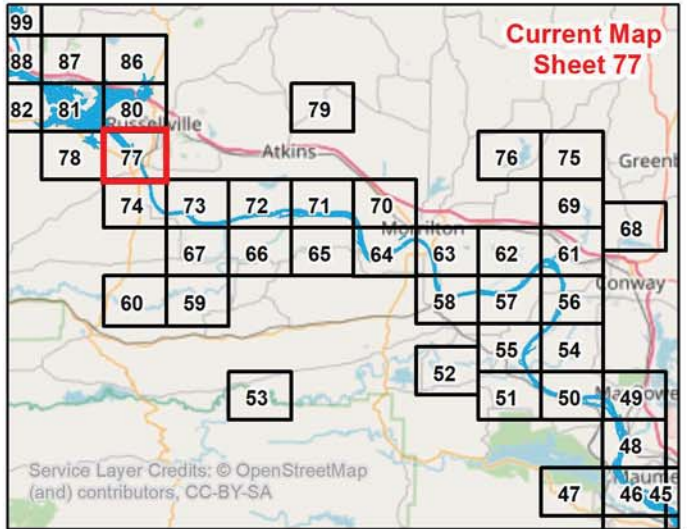 99
Current Map
Sheet 77
88 87 86
82 81 80
79
Russellville
78 77
Atkins
76 75
Greenb
74 73 72 71 70
69
68
Morrilton
67 66 65 64 63 62 61
Conway
60 59
58 57 56
55 54
52
53
51 50 49
48
Maume
47 46 45
Service Layer Credits: © OpenStreetMap
(and) contributors, CC-BY-SA